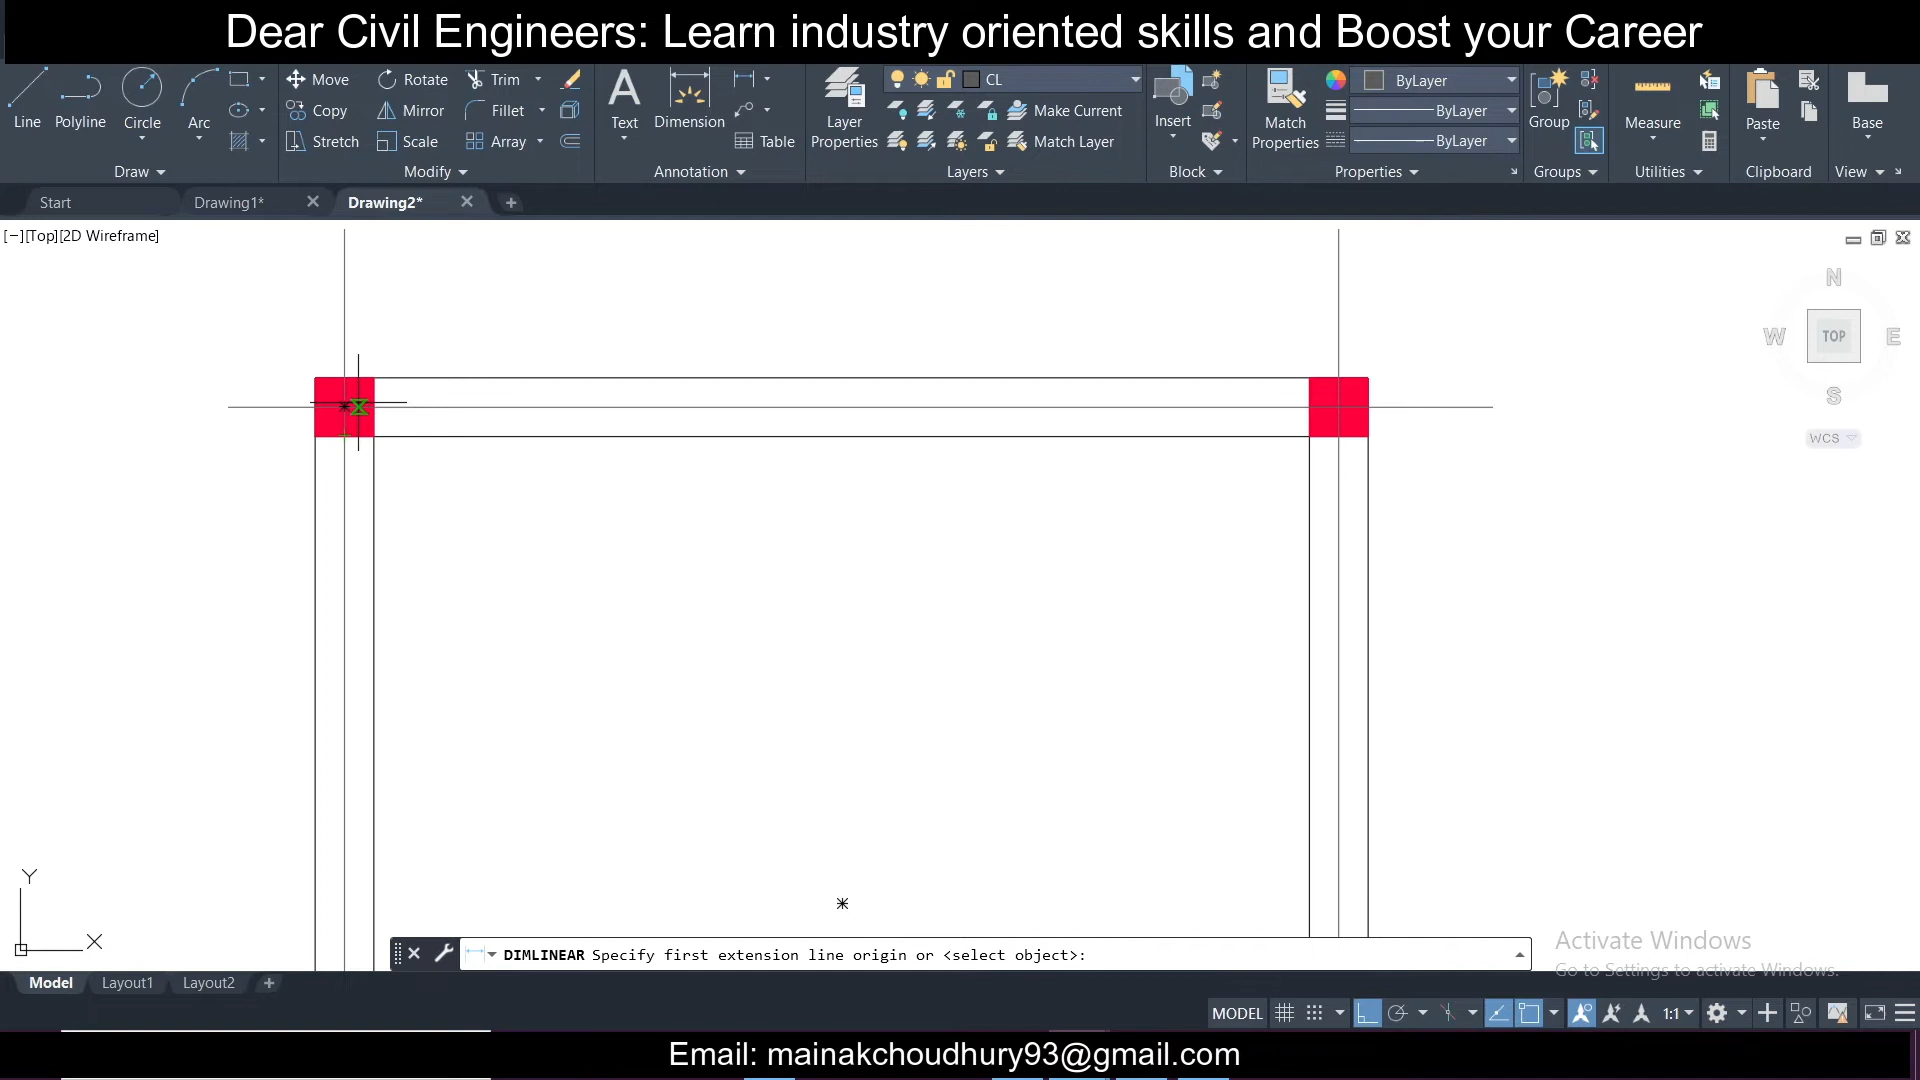 Dear Civil Engineers: Learn industry oriented skills and Boost your Career
Line
Polyline
Circle
Arc
Move
Rotate
Trim
Copy
Mirror
Fillet
Stretch
Scale
Array
Text
Dimension
Table
Layer
Properties
CL
Make Current
Match Layer
Insert
Match
Properties
ByLayer
ByLayer
ByLayer
Group
Measure
Paste
Base
Draw
Modify
Annotation
Layers
Block
Properties
Groups
Utilities
Clipboard
View
Start
Drawing1*
Drawing2*
[−][Top][2D Wireframe]
N
W
TOP
E
S
WCS
Y
X
DIMLINEAR Specify first extension line origin or <select object>:
Activate Windows
Go to Settings to activate Windows.
Model
Layout1
Layout2
MODEL
1:1
Email: mainakchoudhury93@gmail.com